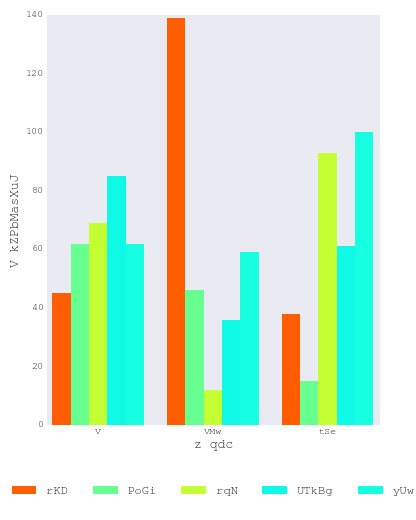 140
120
100
80
60
40
20
0
V kZPbMasXuJ
V VMw tSe
z qdc
rKD PoGi rqN UTkBg yUw